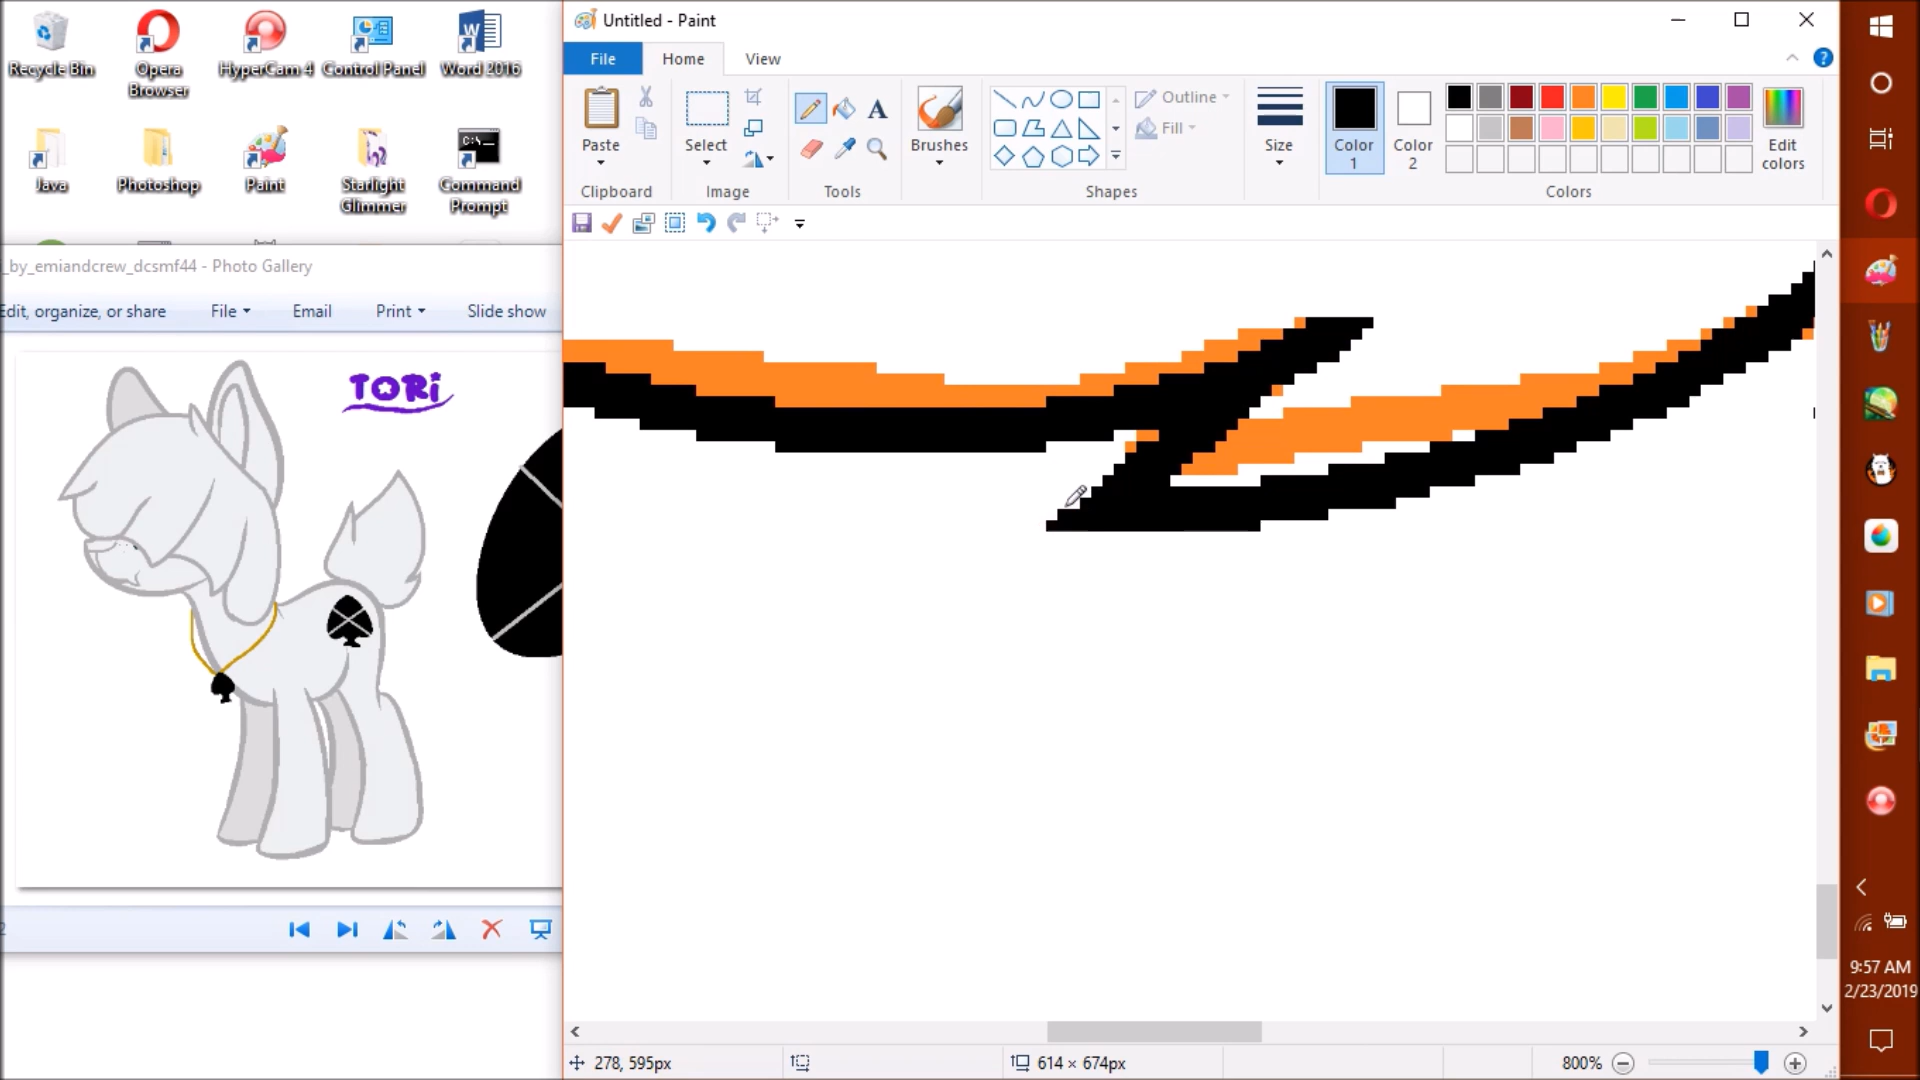 Recycle Bin
Opera Browser
HyperCam 4
Control Panel
Word 2016
Java
Photoshop
Paint
Starlight Glimmer
Command Prompt
_by_emiandcrew_dcsmf44 - Photo Gallery
Edit, organize, or share
File
Email
Print
Slide show
TORi
Untitled - Paint
File
Home
View
Paste
Select
Brushes
Outline
Fill
Size
Color 1
Color 2
Edit colors
Clipboard
Image
Tools
Shapes
Colors
278, 595px
614 × 674px
800%
9:57 AM
2/23/2019